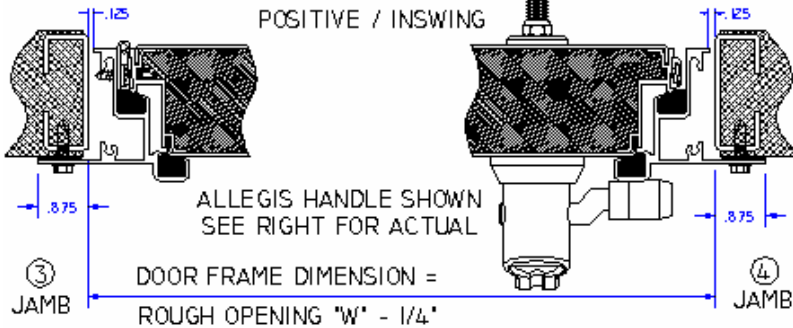 .125
POSITIVE / INSWING
.125
ALLEGIS HANDLE SHOWN
SEE RIGHT FOR ACTUAL
.875
.875
3
JAMB
DOOR FRAME DIMENSION =
ROUGH OPENING "W" - 1/4"
4
JAMB